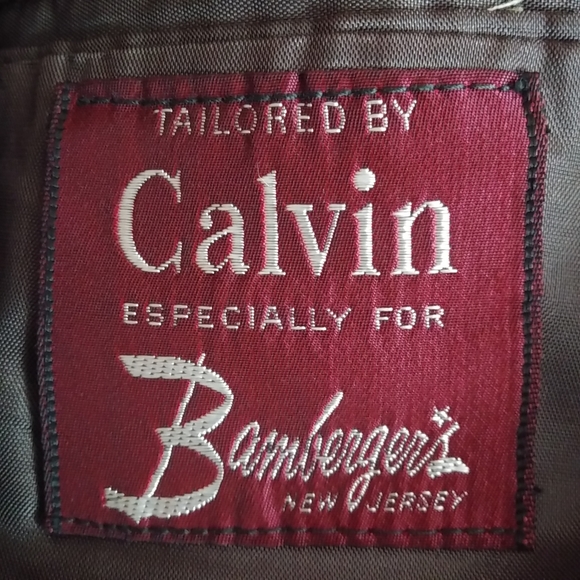 TAILORED BY
Calvin
ESPECIALLY FOR
Bamberger's
NEW JERSEY